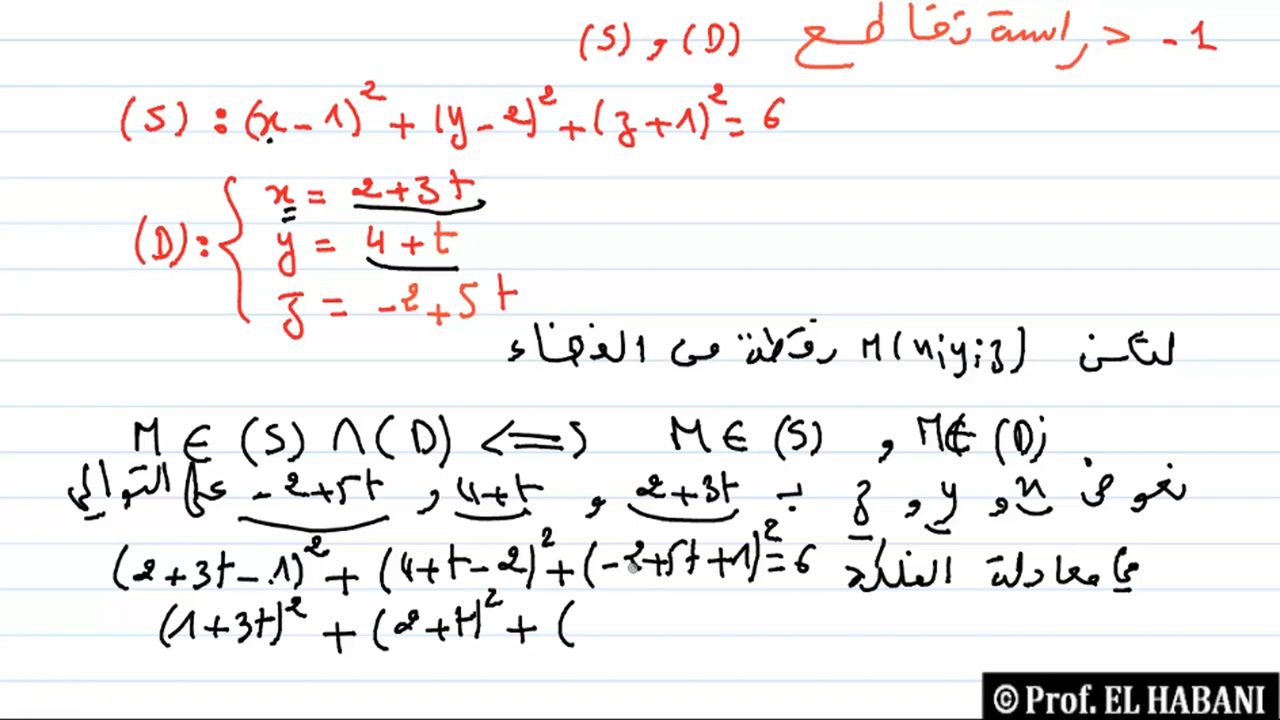 1 - دراسة تقاطع (D) و (S)
(S) : (x-1)² + (y-2)² + (z+1)² = 6
(D) : { x = 2+3t
y = 4+t
z = -2+5t
لتكن M(x;y;z) نقطة من الفضاء
M ∈ (S) ∩ (D) <=> M ∈ (S) و M ∈ (D)
نعوض x و y و z ب 2+3t و 4+t و -2+5t على التوالي
في معادلة الفلكة (2+3t-1)² + (4+t-2)² + (-2+5t+1)² = 6
(1+3t)² + (2+t)² + (
© Prof. EL HABANI